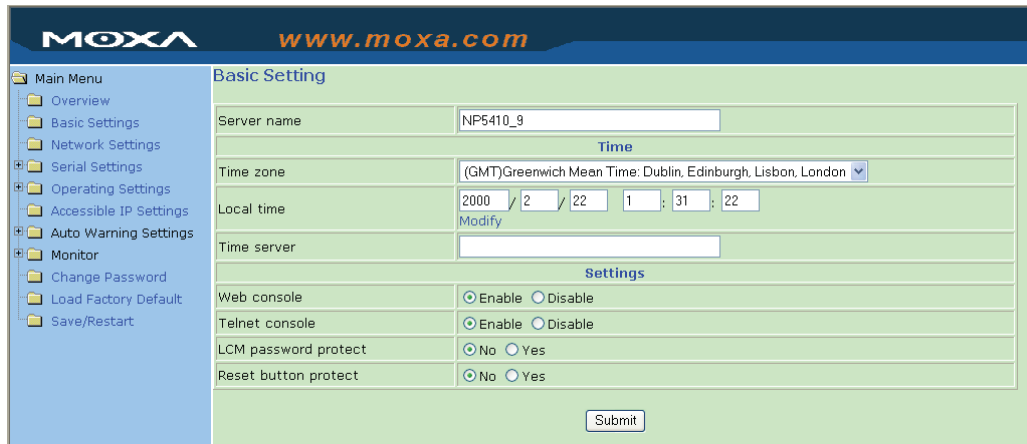 MOXA www.moxa.com
Main Menu
Overview
Basic Settings
Network Settings
Serial Settings
Operating Settings
Accessible IP Settings
Auto Warning Settings
Monitor
Change Password
Load Factory Default
Save/Restart
Basic Setting
Server name NP5410_9
Time
Time zone (GMT)Greenwich Mean Time: Dublin, Edinburgh, Lisbon, London
Local time 2000 / 2 / 22 1 : 31 : 22
Modify
Time server
Settings
Web console Enable Disable
Telnet console Enable Disable
LCM password protect No Yes
Reset button protect No Yes
Submit